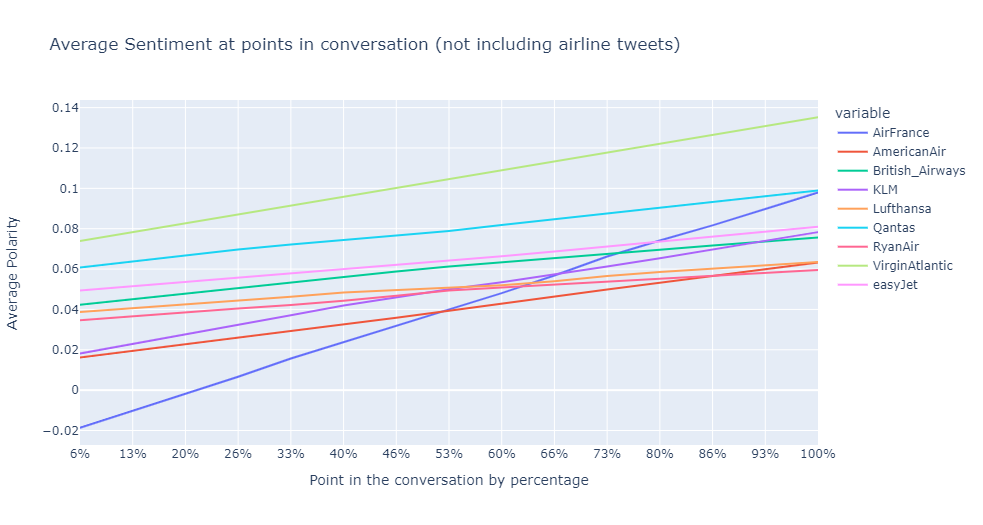 Average Sentiment at points in conversation (not including airline tweets)
0.14
0.12
0.1
0.08
0.06
0.04
0.02
0
−0.02
Average Polarity
6% 13% 20% 26% 33% 40% 46% 53% 60% 66% 73% 80% 86% 93% 100%
Point in the conversation by percentage
variable
AirFrance
AmericanAir
British_Airways
KLM
Lufthansa
Qantas
RyanAir
VirginAtlantic
easyJet